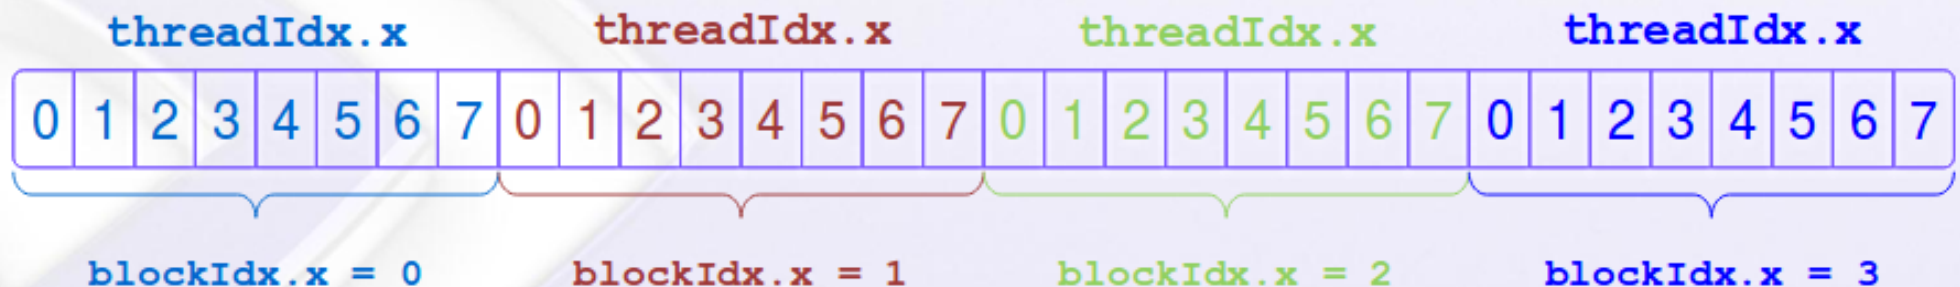 threadIdx.x threadIdx.x threadIdx.x threadIdx.x
0 1 2 3 4 5 6 7 0 1 2 3 4 5 6 7 0 1 2 3 4 5 6 7 0 1 2 3 4 5 6 7
blockIdx.x = 0 blockIdx.x = 1 blockIdx.x = 2 blockIdx.x = 3